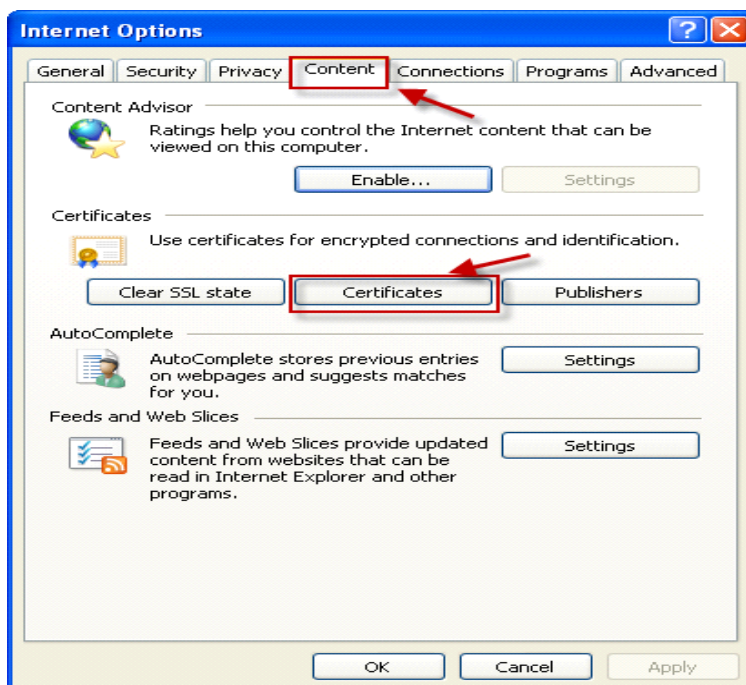 Internet Options
General Security Privacy Content Connections Programs Advanced
Content Advisor
Ratings help you control the Internet content that can be
viewed on this computer.
Enable... Settings
Certificates
Use certificates for encrypted connections and identification.
Clear SSL state Certificates Publishers
AutoComplete
AutoComplete stores previous entries
on webpages and suggests matches
for you.
Settings
Feeds and Web Slices
Feeds and Web Slices provide updated
content from websites that can be
read in Internet Explorer and other
programs.
Settings
OK Cancel Apply